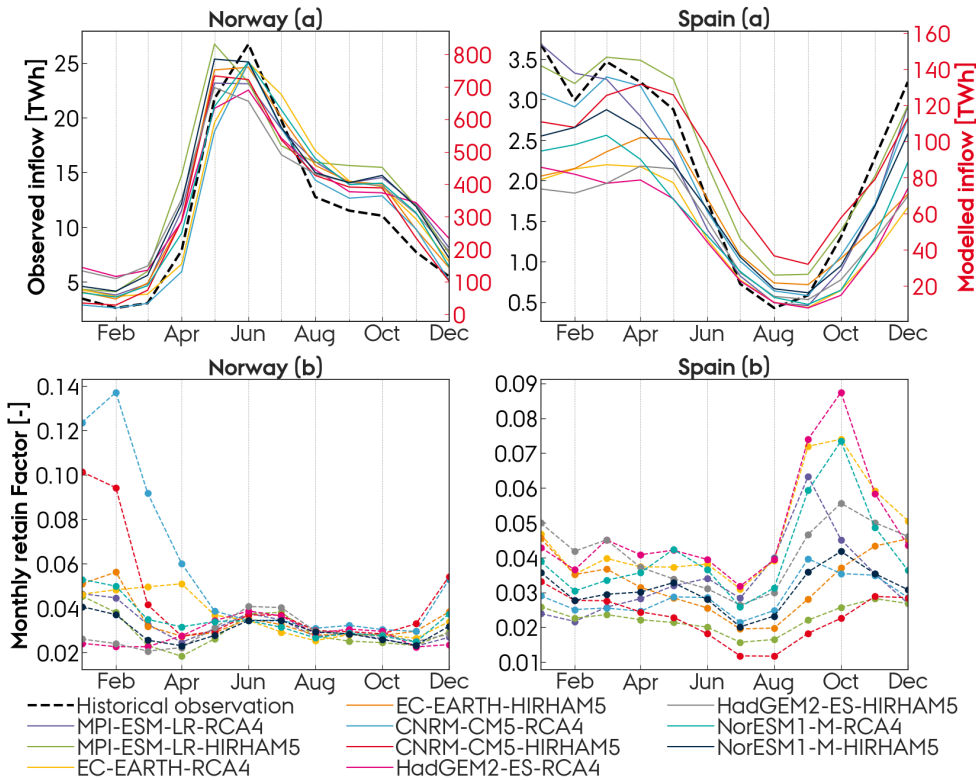 Norway (a)
Spain (a)
Observed inflow [TWh]
25
20
15
10
5
800
700
600
500
400
300
200
100
0
Feb Apr Jun Aug Oct Dec
3.5
3.0
2.5
2.0
1.5
1.0
0.5
160
140
120
100
80
60
40
20
Modelled inflow [TWh]
Feb Apr Jun Aug Oct Dec
Norway (b)
Spain (b)
Monthly retain Factor [-]
0.14
0.12
0.10
0.08
0.06
0.04
0.02
Feb Apr Jun Aug Oct Dec
0.09
0.08
0.07
0.06
0.05
0.04
0.03
0.02
0.01
Feb Apr Jun Aug Oct Dec
Historical observation
MPI-ESM-LR-RCA4
MPI-ESM-LR-HIRHAM5
EC-EARTH-RCA4
EC-EARTH-HIRHAM5
CNRM-CM5-RCA4
CNRM-CM5-HIRHAM5
HadGEM2-ES-RCA4
HadGEM2-ES-HIRHAM5
NorESM1-M-RCA4
NorESM1-M-HIRHAM5